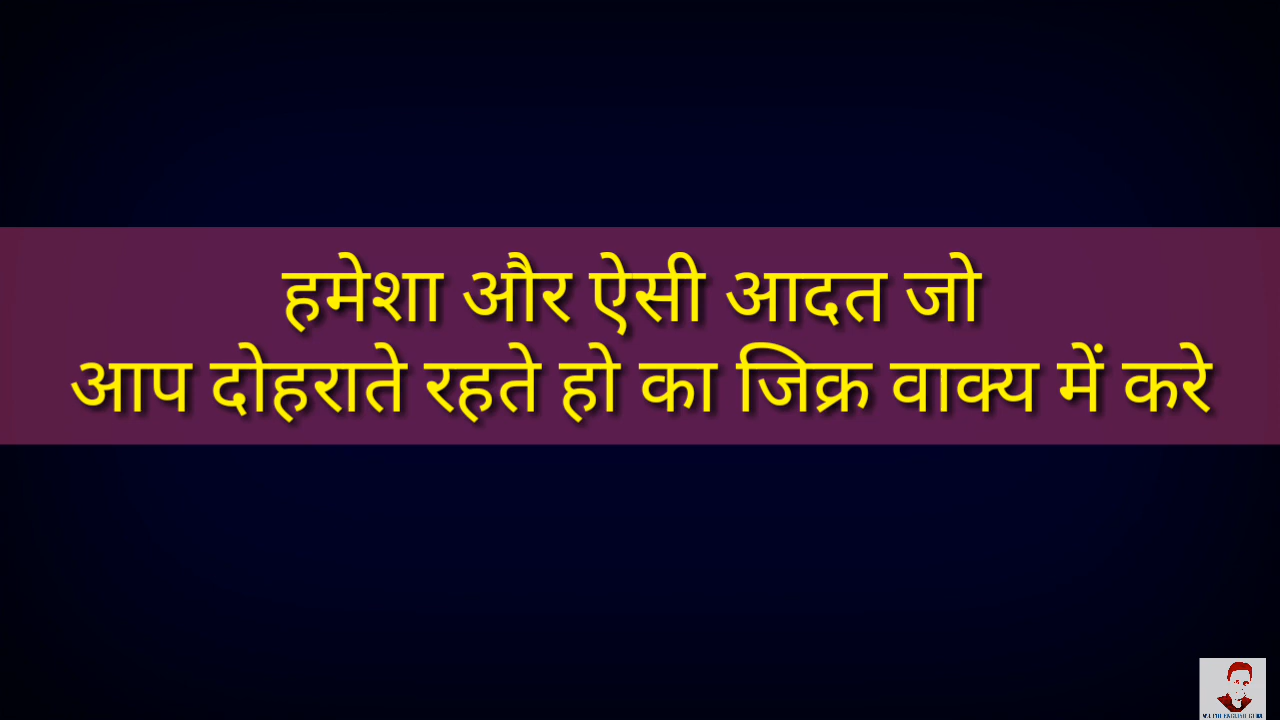 हमेशा और ऐसी आदत जो
आप दोहराते रहते हो का जिक्र वाक्य में करे